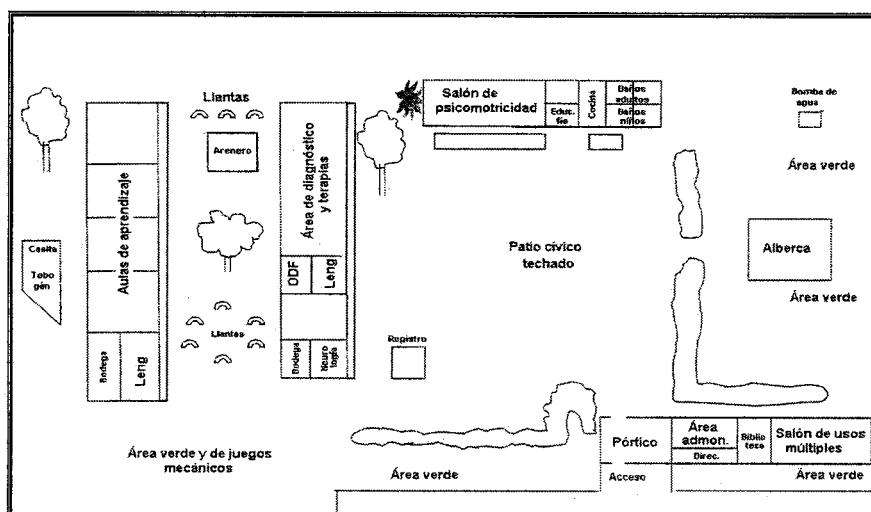 Llantas
Arenero
Aulas de aprendizaje
Casita
Tobo
gán
Bodega
Leng
Llantas
Área de diagnóstico
y terapias
ODF
Leng
Bodega
Neuro
logía
Salón de
psicomotricidad
Educ.
fis
Cocina
Baños
adultos
Baños
niños
Bomba de
agua
Área verde
Patio cívico
techado
Alberca
Área verde
Registro
Área verde y de juegos
mecánicos
Área verde
Pórtico
Acceso
Área
admon.
Direc.
Biblio
teca
Salón de usos
múltiples
Área verde